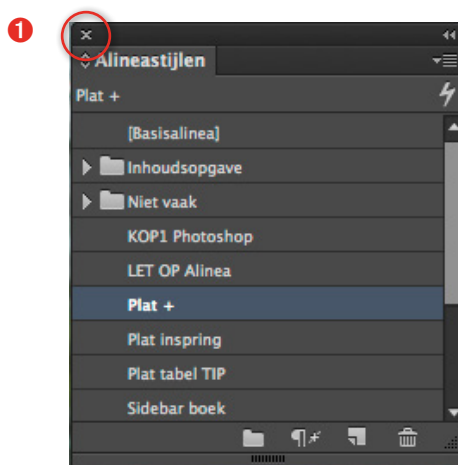 1
Alineastijlen
Plat +
[Basisalinea]
Inhoudsopgave
Niet vaak
KOP1 Photoshop
LET OP Alinea
Plat +
Plat inspring
Plat tabel TIP
Sidebar boek